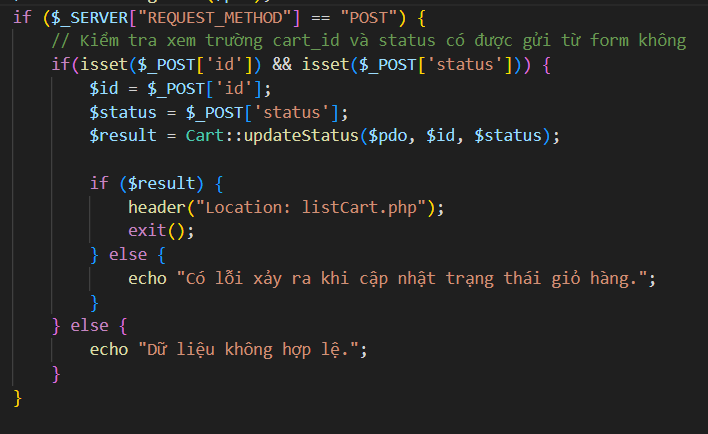 if ($_SERVER["REQUEST_METHOD"] == "POST") {
    // Kiểm tra xem trường cart_id và status có được gửi từ form không
    if(isset($_POST['id']) && isset($_POST['status'])) {
        $id = $_POST['id'];
        $status = $_POST['status'];
        $result = Cart::updateStatus($pdo, $id, $status);

        if ($result) {
            header("Location: listCart.php");
            exit();
        } else {
            echo "Có lỗi xảy ra khi cập nhật trạng thái giỏ hàng.";
        }
    } else {
        echo "Dữ liệu không hợp lệ.";
    }
}